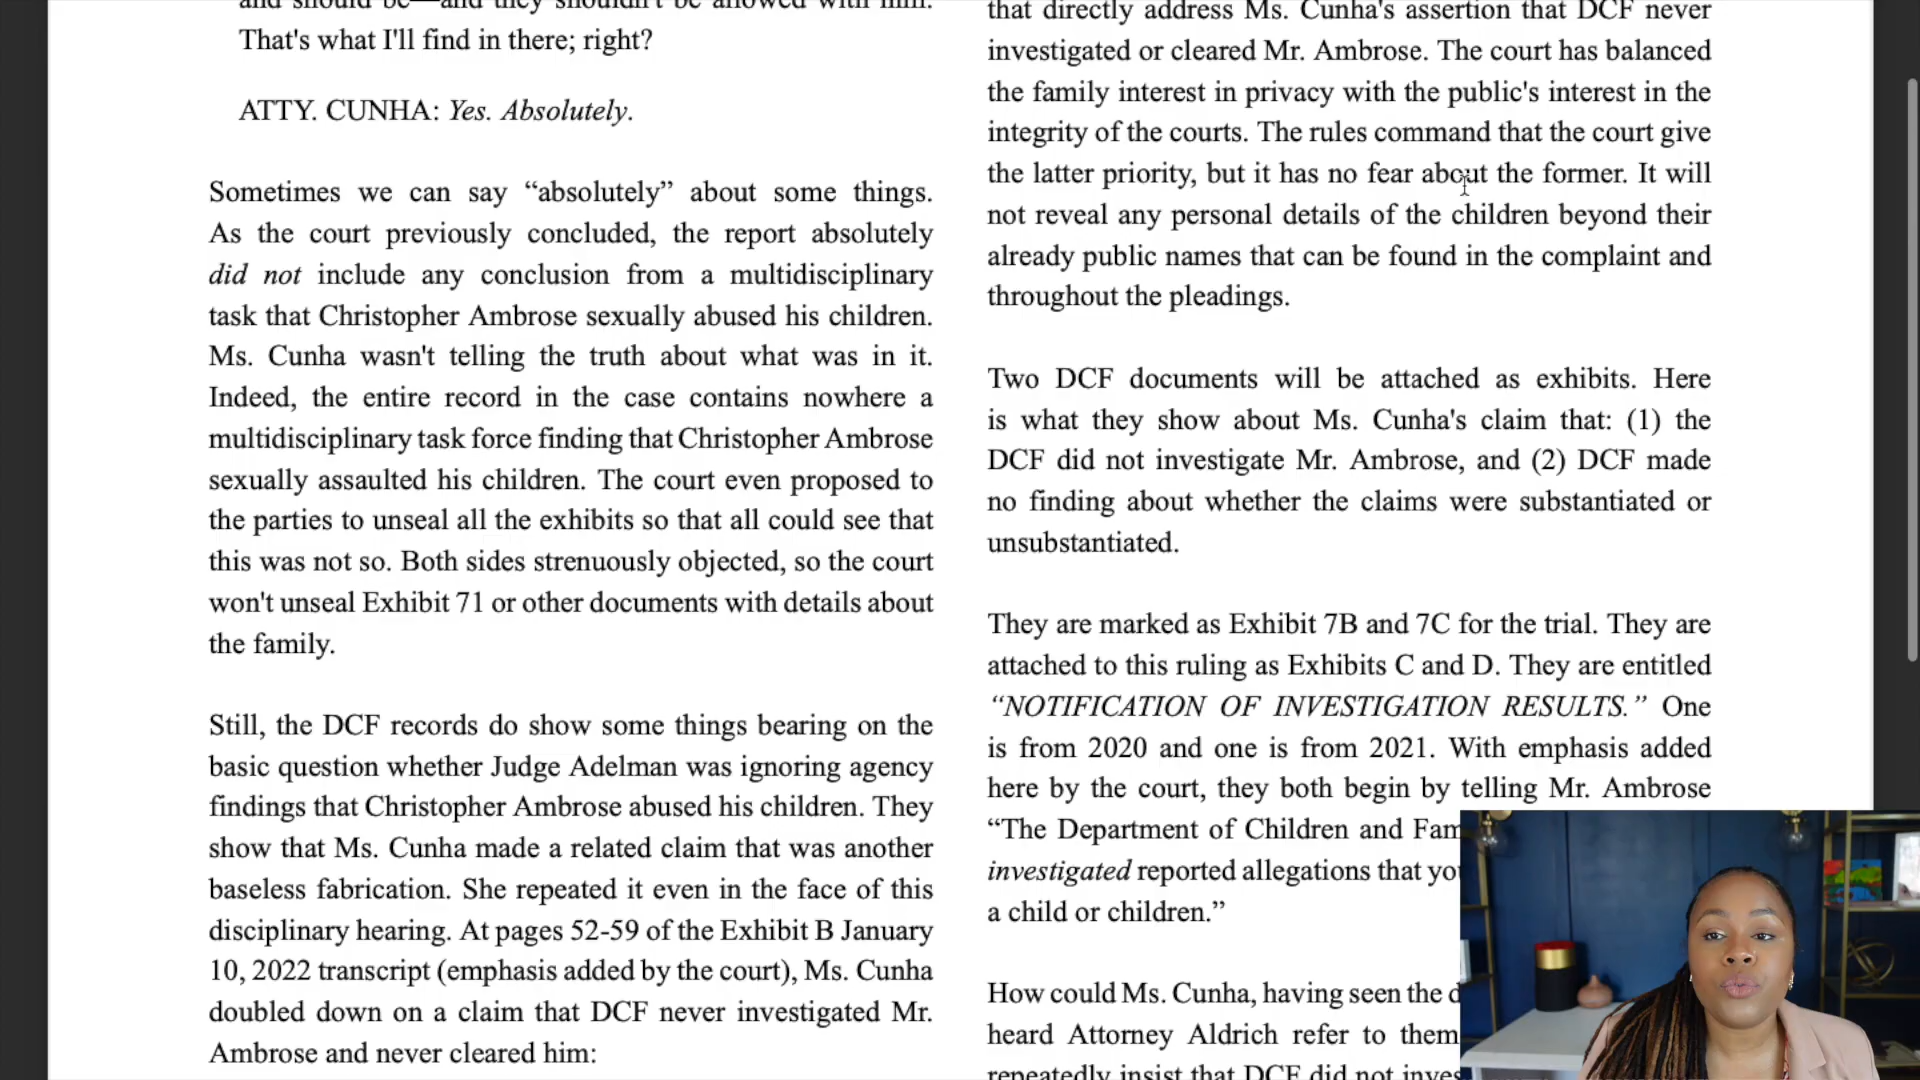 and should be—and they shouldn't be allowed with him.
That's what I'll find in there; right?
ATTY. CUNHA: Yes. Absolutely.
Sometimes we can say “absolutely” about some things.
As the court previously concluded, the report absolutely
did not include any conclusion from a multidisciplinary
task that Christopher Ambrose sexually abused his children.
Ms. Cunha wasn't telling the truth about what was in it.
Indeed, the entire record in the case contains nowhere a
multidisciplinary task force finding that Christopher Ambrose
sexually assaulted his children. The court even proposed to
the parties to unseal all the exhibits so that all could see that
this was not so. Both sides strenuously objected, so the court
won't unseal Exhibit 71 or other documents with details about
the family.
Still, the DCF records do show some things bearing on the
basic question whether Judge Adelman was ignoring agency
findings that Christopher Ambrose abused his children. They
show that Ms. Cunha made a related claim that was another
baseless fabrication. She repeated it even in the face of this
disciplinary hearing. At pages 52-59 of the Exhibit B January
10, 2022 transcript (emphasis added by the court), Ms. Cunha
doubled down on a claim that DCF never investigated Mr.
Ambrose and never cleared him:
that directly address Ms. Cunha's assertion that DCF never
investigated or cleared Mr. Ambrose. The court has balanced
the family interest in privacy with the public's interest in the
integrity of the courts. The rules command that the court give
the latter priority, but it has no fear about the former. It will
not reveal any personal details of the children beyond their
already public names that can be found in the complaint and
throughout the pleadings.
Two DCF documents will be attached as exhibits. Here
is what they show about Ms. Cunha's claim that: (1) the
DCF did not investigate Mr. Ambrose, and (2) DCF made
no finding about whether the claims were substantiated or
unsubstantiated.
They are marked as Exhibit 7B and 7C for the trial. They are
attached to this ruling as Exhibits C and D. They are entitled
“NOTIFICATION OF INVESTIGATION RESULTS.” One
is from 2020 and one is from 2021. With emphasis added
here by the court, they both begin by telling Mr. Ambrose
“The Department of Children and Fam
investigated reported allegations that yo
a child or children.”
How could Ms. Cunha, having seen the d
heard Attorney Aldrich refer to them
repeatedly insist that DCF did not inves